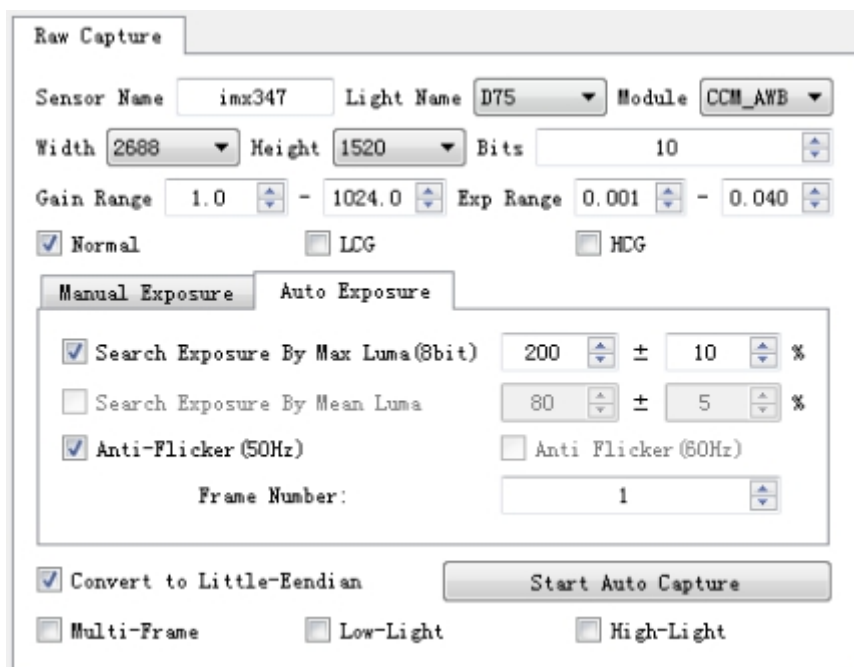 Raw Capture
Sensor Name imx347 Light Name D75 Module CCM_AWB
Width 2688 Height 1520 Bits 10
Gain Range 1.0 - 1024.0 Exp Range 0.001 - 0.040
Normal LCG HCG
Manual Exposure Auto Exposure
Search Exposure By Max Luma(8bit) 200 ± 10 %
Search Exposure By Mean Luma 80 ± 5 %
Anti-Flicker(50Hz) Anti Flicker(60Hz)
Frame Number: 1
Convert to Little-Eendian Start Auto Capture
Multi-Frame Low-Light High-Light